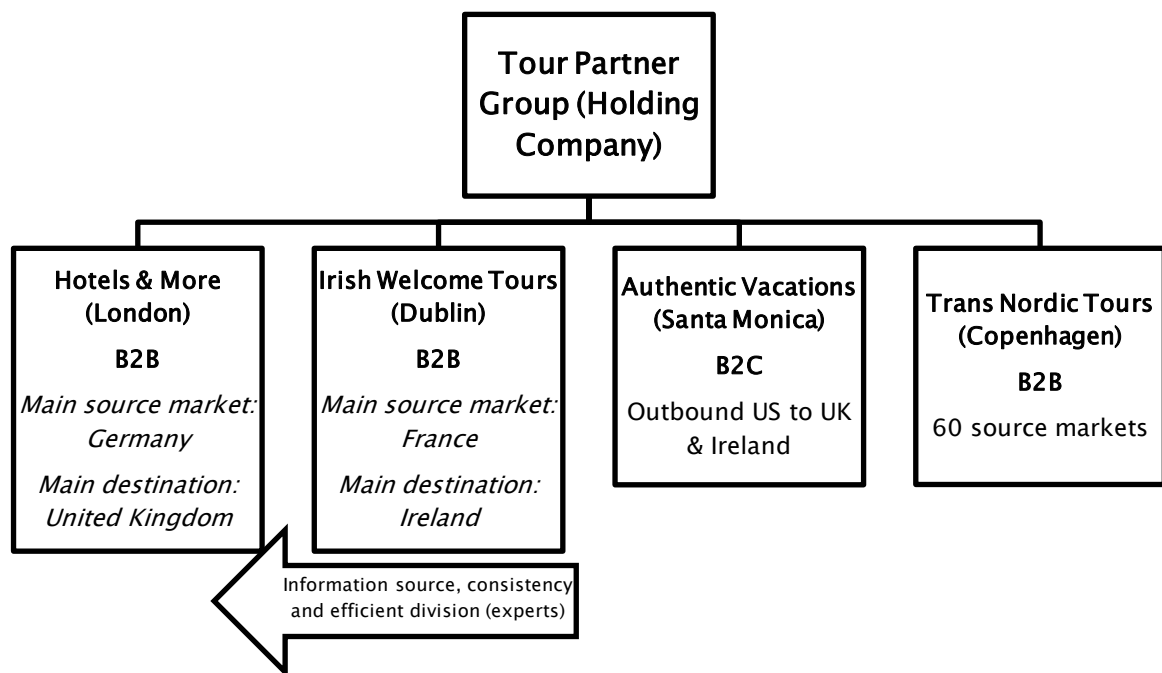 Tour Partner
Group (Holding
Company)
Hotels & More
(London)
B2B
Main source market:
Germany
Main destination:
United Kingdom
Irish Welcome Tours
(Dublin)
B2B
Main source market:
France
Main destination:
Ireland
Authentic Vacations
(Santa Monica)
B2C
Outbound US to UK
& Ireland
Trans Nordic Tours
(Copenhagen)
B2B
60 source markets
Information source, consistency
and efficient division (experts)